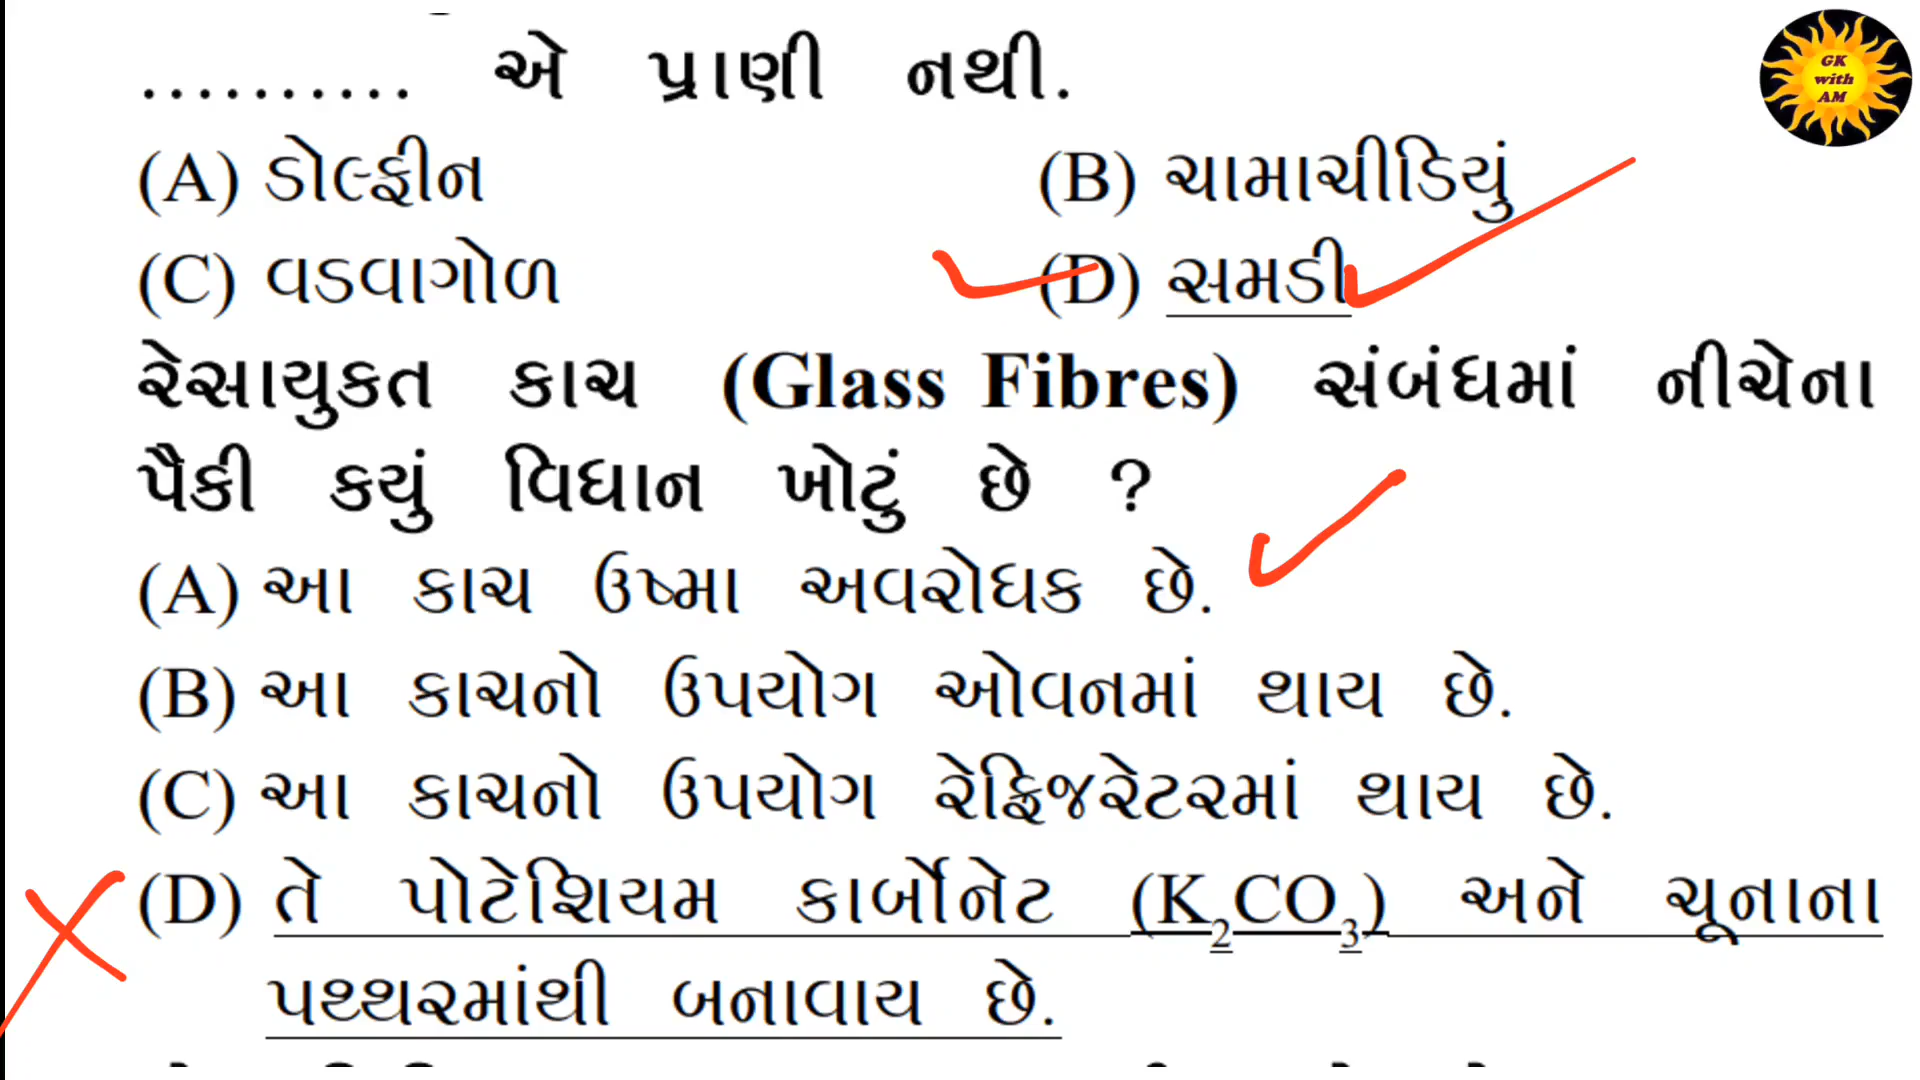 .......... એ પ્રાણી નથી.
GK
with
AM
(A) ડોલ્ફીન (B) ચામાચીડિયું
(C) વડવાગોળ (D) સમડી
રેસાયુકત કાચ (Glass Fibres) સંબંધમાં નીચેના
પૈકી કયું વિધાન ખોટું છે ?
(A) આ કાચ ઉષ્મા અવરોધક છે.
(B) આ કાચનો ઉપયોગ ઓવનમાં થાય છે.
(C) આ કાચનો ઉપયોગ રેફ્રિજરેટરમાં થાય છે.
(D) તે પોટેશિયમ કાર્બોનેટ (K₂CO₃) અને ચૂનાના
પથ્થરમાંથી બનાવાય છે.